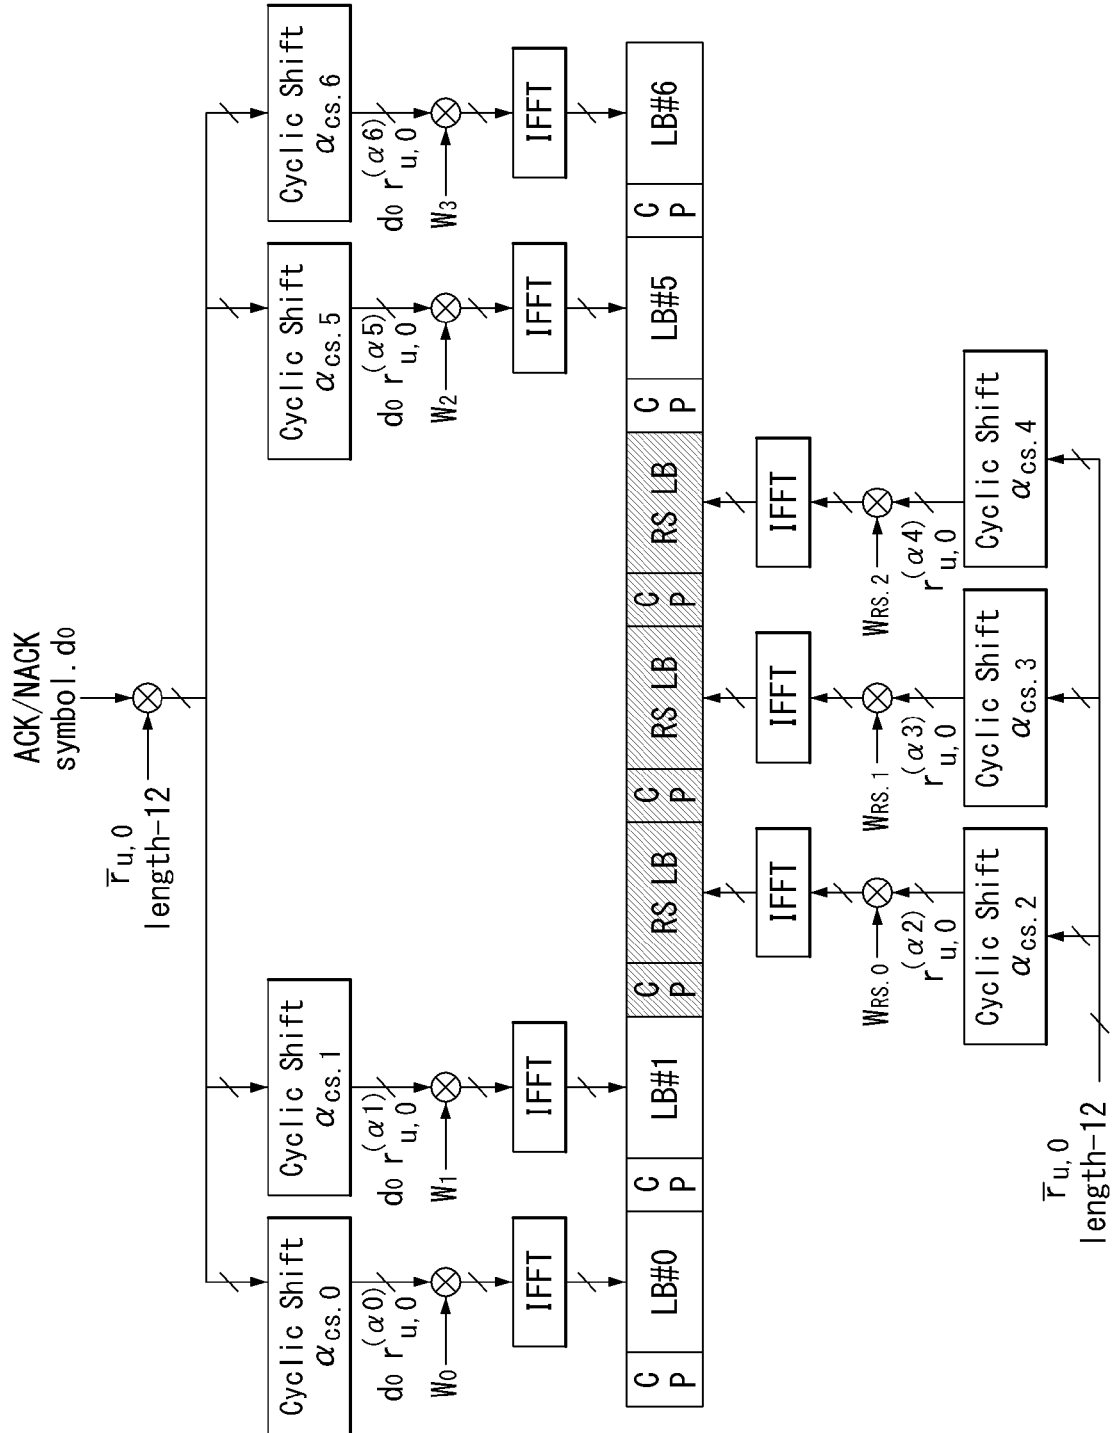 ACK/NACK
symbol.d0
r̄u,0
length-12
Cyclic Shift
αcs.0
Cyclic Shift
αcs.1
Cyclic Shift
αcs.5
Cyclic Shift
αcs.6
d0 r(α0)u,0
d0 r(α1)u,0
d0 r(α5)u,0
d0 r(α6)u,0
W0
W1
W2
W3
IFFT
IFFT
IFFT
IFFT
CP
LB#0
CP
LB#1
CP
RS LB
CP
RS LB
CP
RS LB
CP
LB#5
CP
LB#6
IFFT
IFFT
IFFT
WRS.0
WRS.1
WRS.2
r(α2)u,0
r(α3)u,0
r(α4)u,0
Cyclic Shift
αcs.2
Cyclic Shift
αcs.3
Cyclic Shift
αcs.4
r̄u,0
length-12